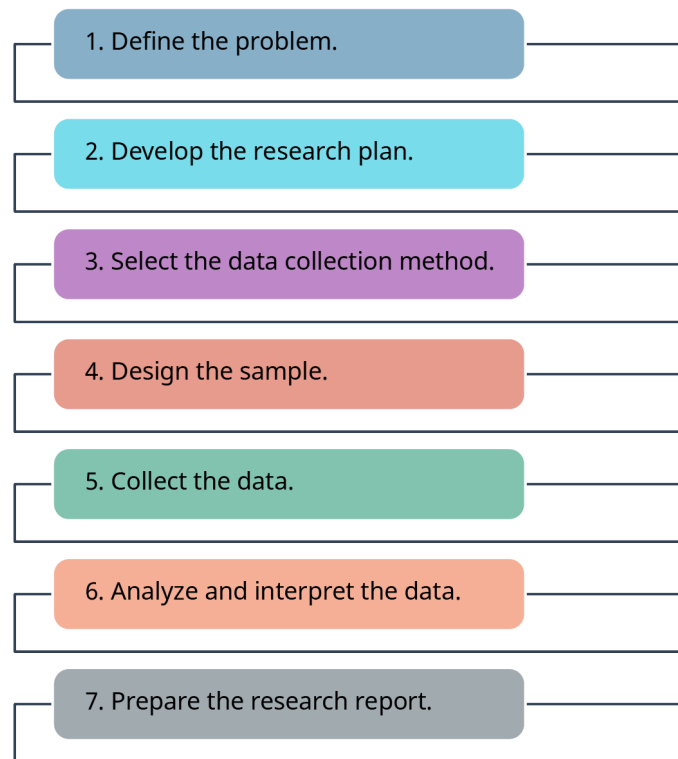 1. Define the problem.
2. Develop the research plan.
3. Select the data collection method.
4. Design the sample.
5. Collect the data.
6. Analyze and interpret the data.
7. Prepare the research report.